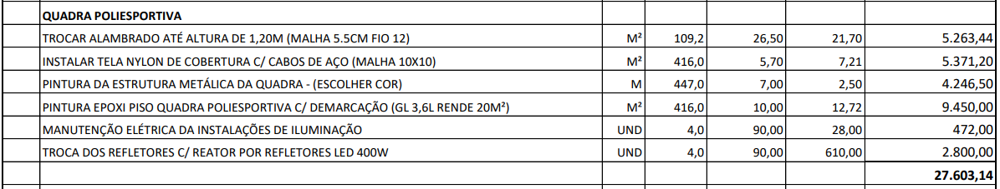 QUADRA POLIESPORTIVA
TROCAR ALAMBRADO ATÉ ALTURA DE 1,20M (MALHA 5.5CM FIO 12) M² 109,2 26,50 21,70 5.263,44
INSTALAR TELA NYLON DE COBERTURA C/ CABOS DE AÇO (MALHA 10X10) M² 416,0 5,70 7,21 5.371,20
PINTURA DA ESTRUTURA METÁLICA DA QUADRA - (ESCOLHER COR) M 447,0 7,00 2,50 4.246,50
PINTURA EPOXI PISO QUADRA POLIESPORTIVA C/ DEMARCAÇÃO (GL 3,6L RENDE 20M²) M² 416,0 10,00 12,72 9.450,00
MANUTENÇÃO ELÉTRICA DA INSTALAÇÕES DE ILUMINAÇÃO UND 4,0 90,00 28,00 472,00
TROCA DOS REFLETORES C/ REATOR POR REFLETORES LED 400W UND 4,0 90,00 610,00 2.800,00
27.603,14